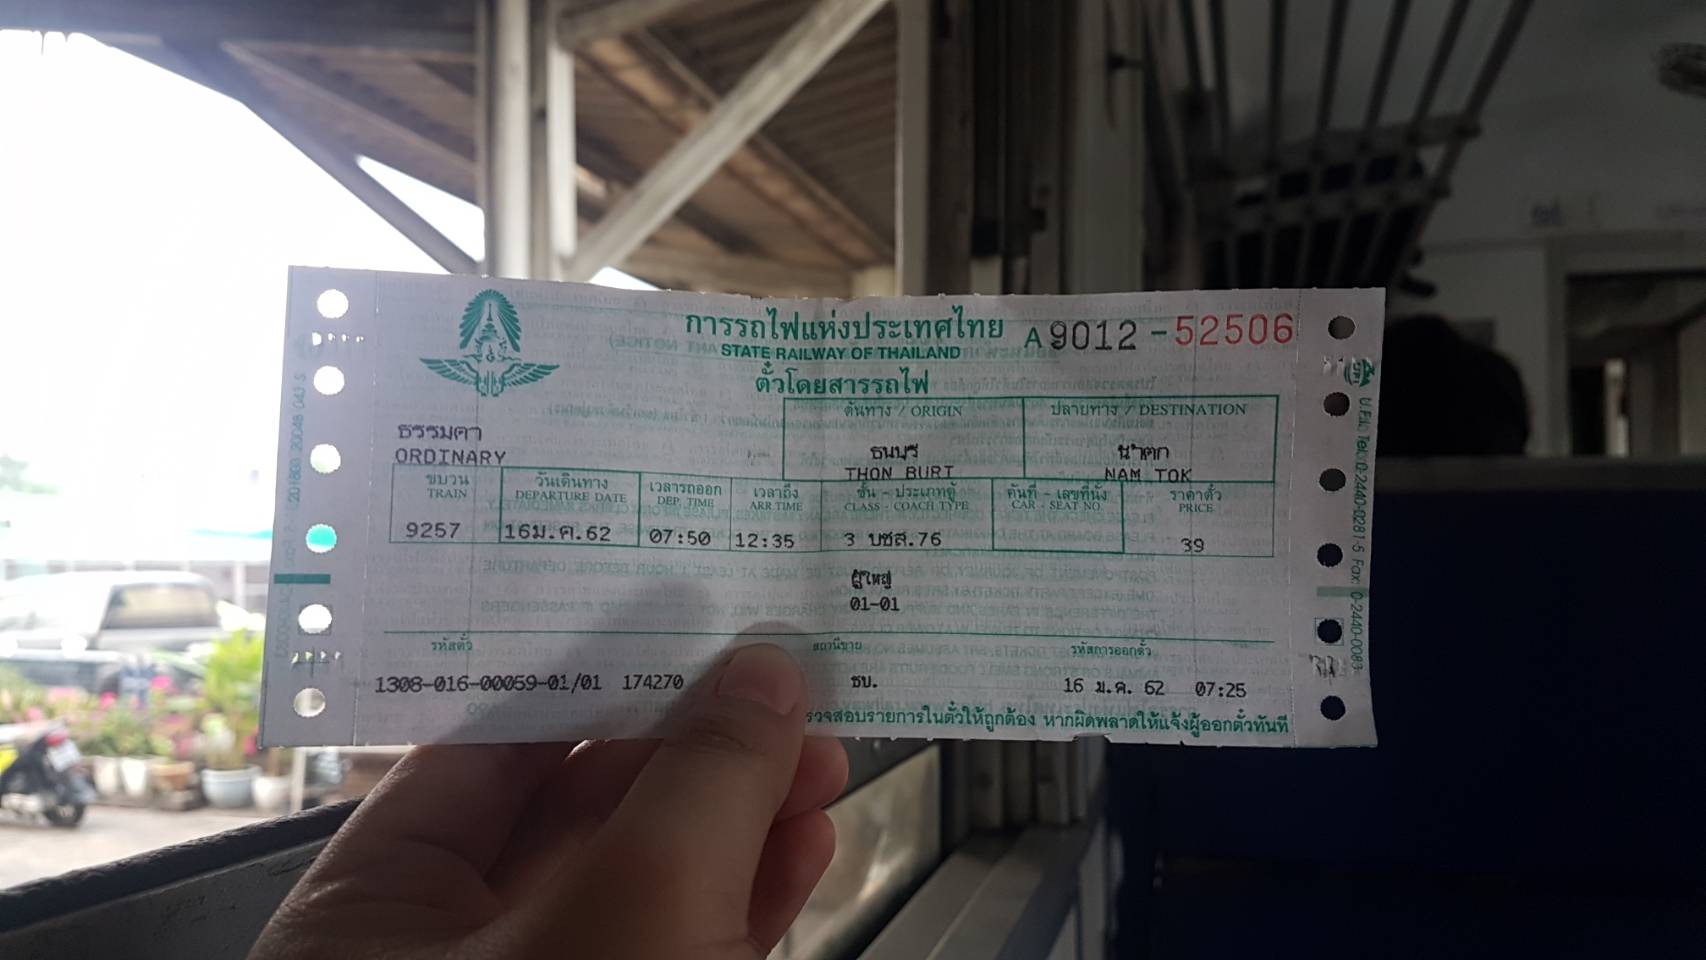 การรถไฟแห่งประเทศไทย A9012-52506
STATE RAILWAY OF THAILAND
ตั๋วโดยสารรถไฟ
ต้นทาง / ORIGIN ปลายทาง / DESTINATION
ธรรมดา ธนบุรี น้ำตก
ORDINARY THON BURI NAM TOK
ขบวน วันเดินทาง เวลารถออก เวลาถึง ชั้น - ประเภทตู้ คันที่ - เลขที่นั่ง ราคาตั๋ว
TRAIN DEPARTURE DATE DEP. TIME ARR TIME CLASS - COACH TYPE CAR - SEAT NO. PRICE
9257 16ม.ค.62 07:50 12:35 3 บชส.76 39
ผู้ใหญ่
01-01
รหัสตั๋ว สถานีขาย รหัสการออกตั๋ว
1308-016-00059-01/01 174270 ธบ. 16 ม.ค. 62 07:25
รวจสอบรายการในตั๋วให้ถูกต้อง หากผิดพลาดให้แจ้งผู้ออกตั๋วทันที
Tel:0-2440-0281-5 Fax: 0-2440-0083